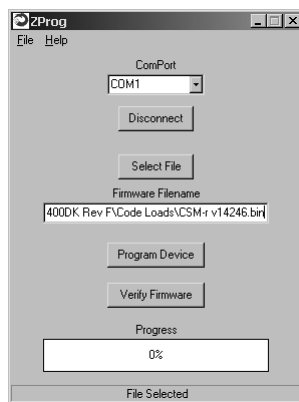 ZProg
File Help
ComPort
COM1
Disconnect
Select File
Firmware Filename
400DK Rev F\Code Loads\CSM-r v14246.bin
Program Device
Verify Firmware
Progress
0%
File Selected